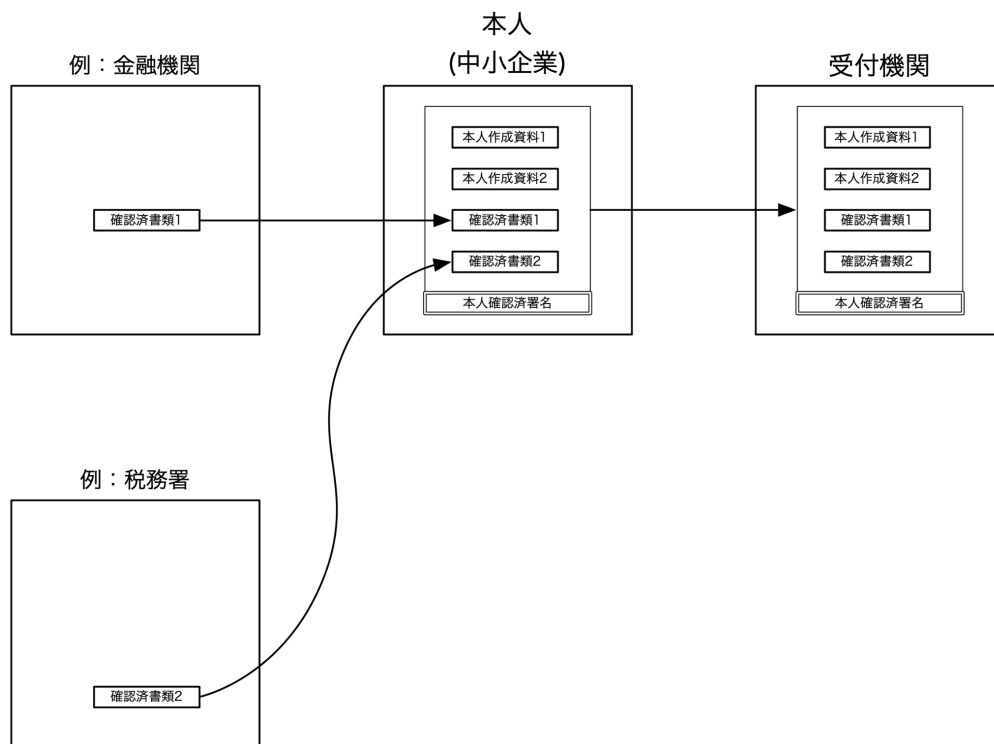 本人
(中小企業)
例：金融機関
受付機関
本人作成資料1
本人作成資料2
確認済書類1
確認済書類2
本人確認済署名
本人作成資料1
本人作成資料2
確認済書類1
確認済書類2
本人確認済署名
確認済書類1
例：税務署
確認済書類2